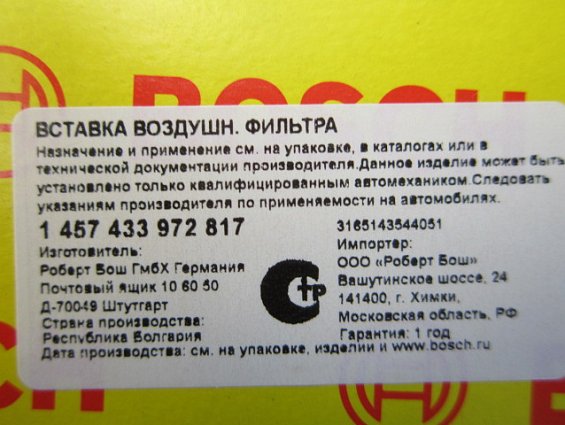 BOSCH
ВСТАВКА ВОЗДУШН. ФИЛЬТРА
Назначение и применение см. на упаковке, в каталогах или в
технической документации производителя.Данное изделие может быть
установлено только квалифицированным автомехаником.Следовать
указаниям производителя по применяемости на автомобилях.
1 457 433 972 817
3165143544051
Изготовитель:
Импортер:
Роберт Бош ГмбХ Германия
ООО «Роберт Бош»
Почтовый ящик 10 60 50
Вашутинское шоссе, 24
Д-70049 Штутгарт
141400, г. Химки,
Страна производства:
Московская область, РФ
Республика Болгария
Гарантия: 1 год
Дата производства: см. на упаковке, изделии и www.bosch.ru
Стр
CH
BO